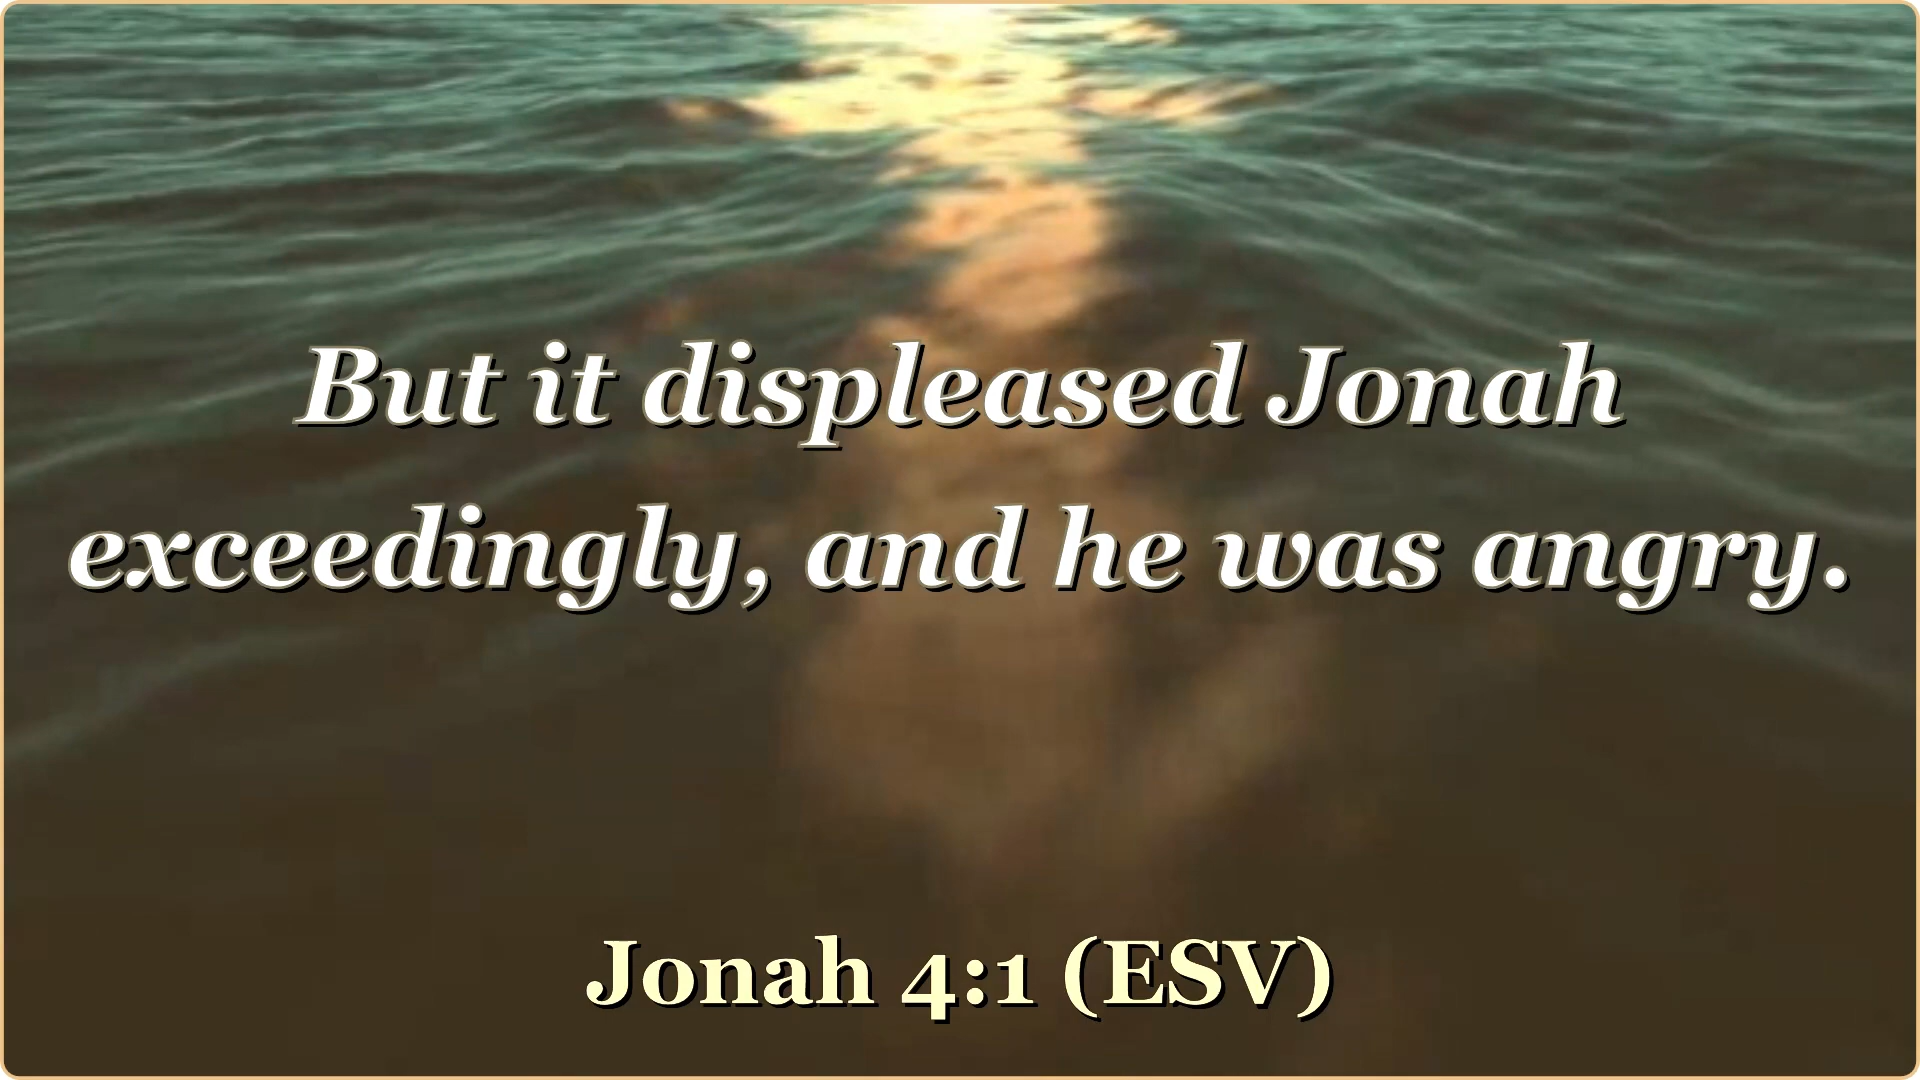 But it displeased Jonah
exceedingly, and he was angry.
Jonah 4:1 (ESV)